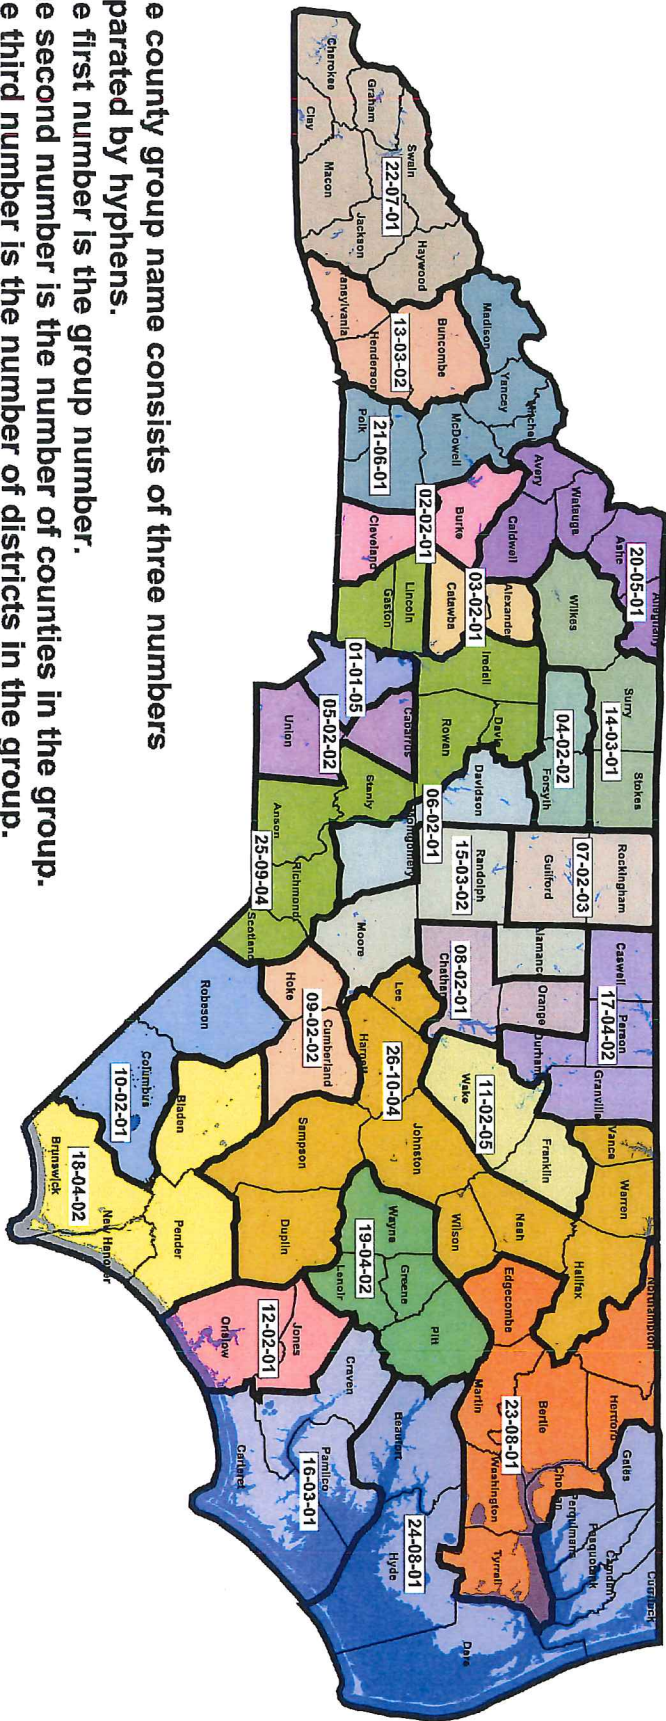 Cherokee
Graham
Swain
Clay
Macon
22-07-01
Jackson
Haywood
Madison
Buncombe
13-03-02
ansylvania
Henderson
Yancey
Mitchel
McDowell
21-06-01
Polk
Avery
Watauga
Ashe
Alleghany
20-05-01
Caldwell
Burke
02-02-01
Cleveland
Alexander
03-02-01
Catawba
Lincoln
Gaston
Wilkes
Surry
Stokes
14-03-01
04-02-02
Forsyth
Iredell
Davie
Rowan
Davidson
06-02-01
01-01-05
Cabarrus
05-02-02
Union
Stanly
Montgomery
Anson
25-09-04
Richmond
Scotland
Rockingham
07-02-03
Guilford
Randolph
15-03-02
Moore
Alamanc
Caswell
Person
17-04-02
Granville
Orange
Durham
08-02-01
Chatham
Lee
Harnett
26-10-04
Hoke
09-02-02
Cumberland
Robeson
Columbus
10-02-01
Bladen
11-02-05
Wake
Franklin
Vance
Warren
Halifax
Nash
Wilson
Johnston
Sampson
Duplin
Brunswick
18-04-02
New Hanover
Pender
Wayne
19-04-02
Greene
Lenoir
Pitt
Jones
12-02-01
Onslow
Northampton
Edgecombe
Hertford
Bertie
23-08-01
Martin
Washington
Tyrrell
Cho
an
Gates
Perquimans
Pasquotank
Camden
Currituck
Craven
Pamlico
16-03-01
Carteret
Beaufort
24-08-01
Hyde
Dare
e county group name consists of three numbers
parated by hyphens.
e first number is the group number.
e second number is the number of counties in the group.
e third number is the number of districts in the group.